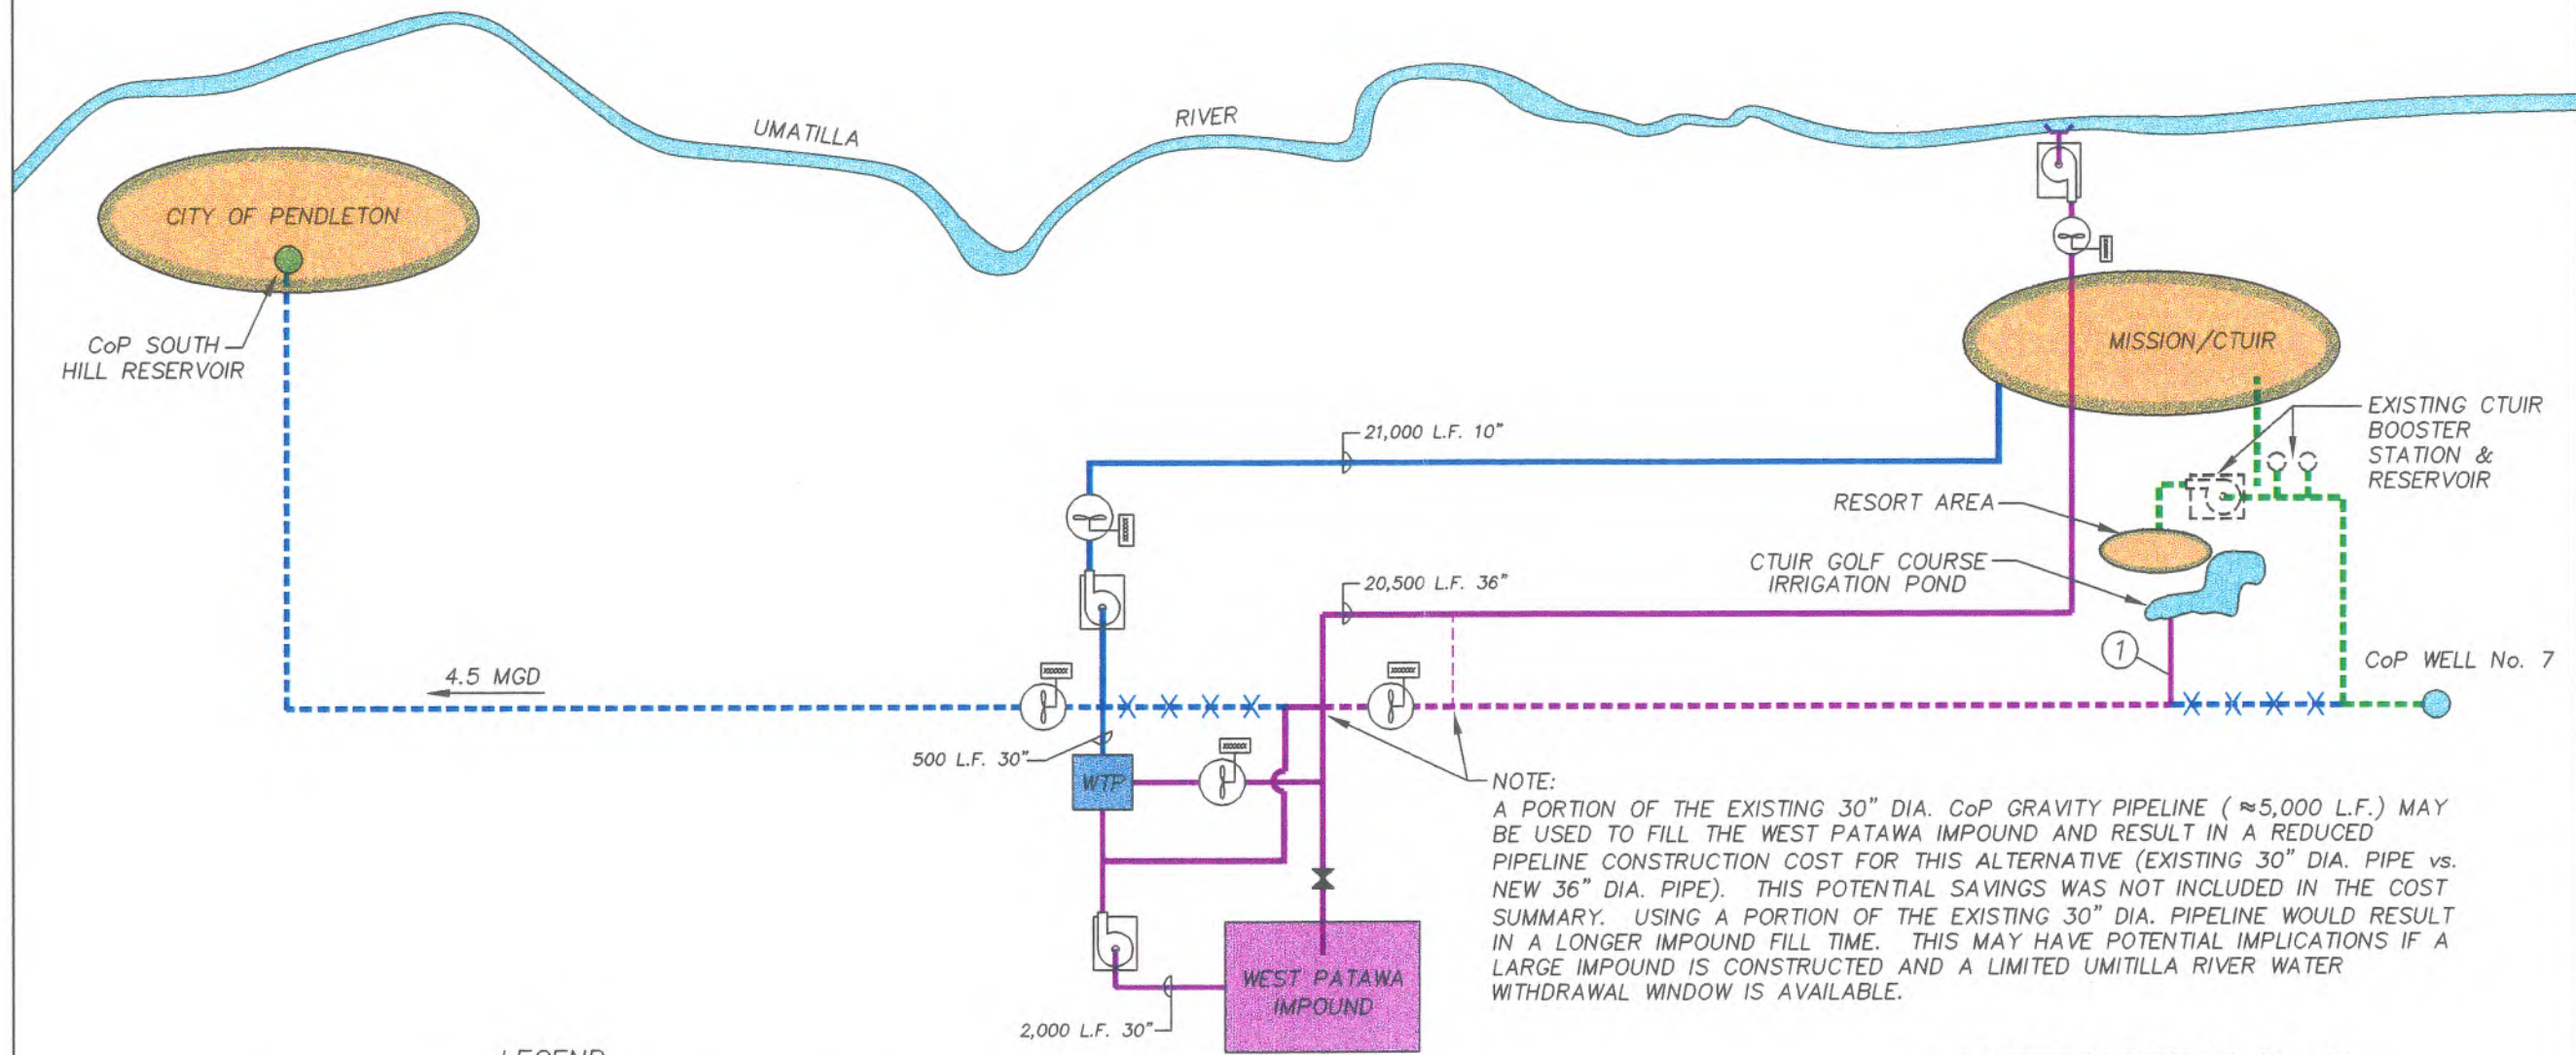 UMATILLA
RIVER
CITY OF PENDLETON
CoP SOUTH
HILL RESERVOIR
MISSION/CTUIR
EXISTING CTUIR
BOOSTER
STATION &
RESERVOIR
21,000 L.F. 10"
RESORT AREA
CTUIR GOLF COURSE
IRRIGATION POND
20,500 L.F. 36"
1
CoP WELL No. 7
4.5 MGD
XXXXXX
XXXXXX
XXXXXX
500 L.F. 30"
WTP
NOTE:
A PORTION OF THE EXISTING 30" DIA. CoP GRAVITY PIPELINE (≈5,000 L.F.) MAY
BE USED TO FILL THE WEST PATAWA IMPOUND AND RESULT IN A REDUCED
PIPELINE CONSTRUCTION COST FOR THIS ALTERNATIVE (EXISTING 30" DIA. PIPE vs.
NEW 36" DIA. PIPE). THIS POTENTIAL SAVINGS WAS NOT INCLUDED IN THE COST
SUMMARY. USING A PORTION OF THE EXISTING 30" DIA. PIPELINE WOULD RESULT
IN A LONGER IMPOUND FILL TIME. THIS MAY HAVE POTENTIAL IMPLICATIONS IF A
LARGE IMPOUND IS CONSTRUCTED AND A LIMITED UMITILLA RIVER WATER
WITHDRAWAL WINDOW IS AVAILABLE.
WEST PATAWA
IMPOUND
2,000 L.F. 30"
LEGEND